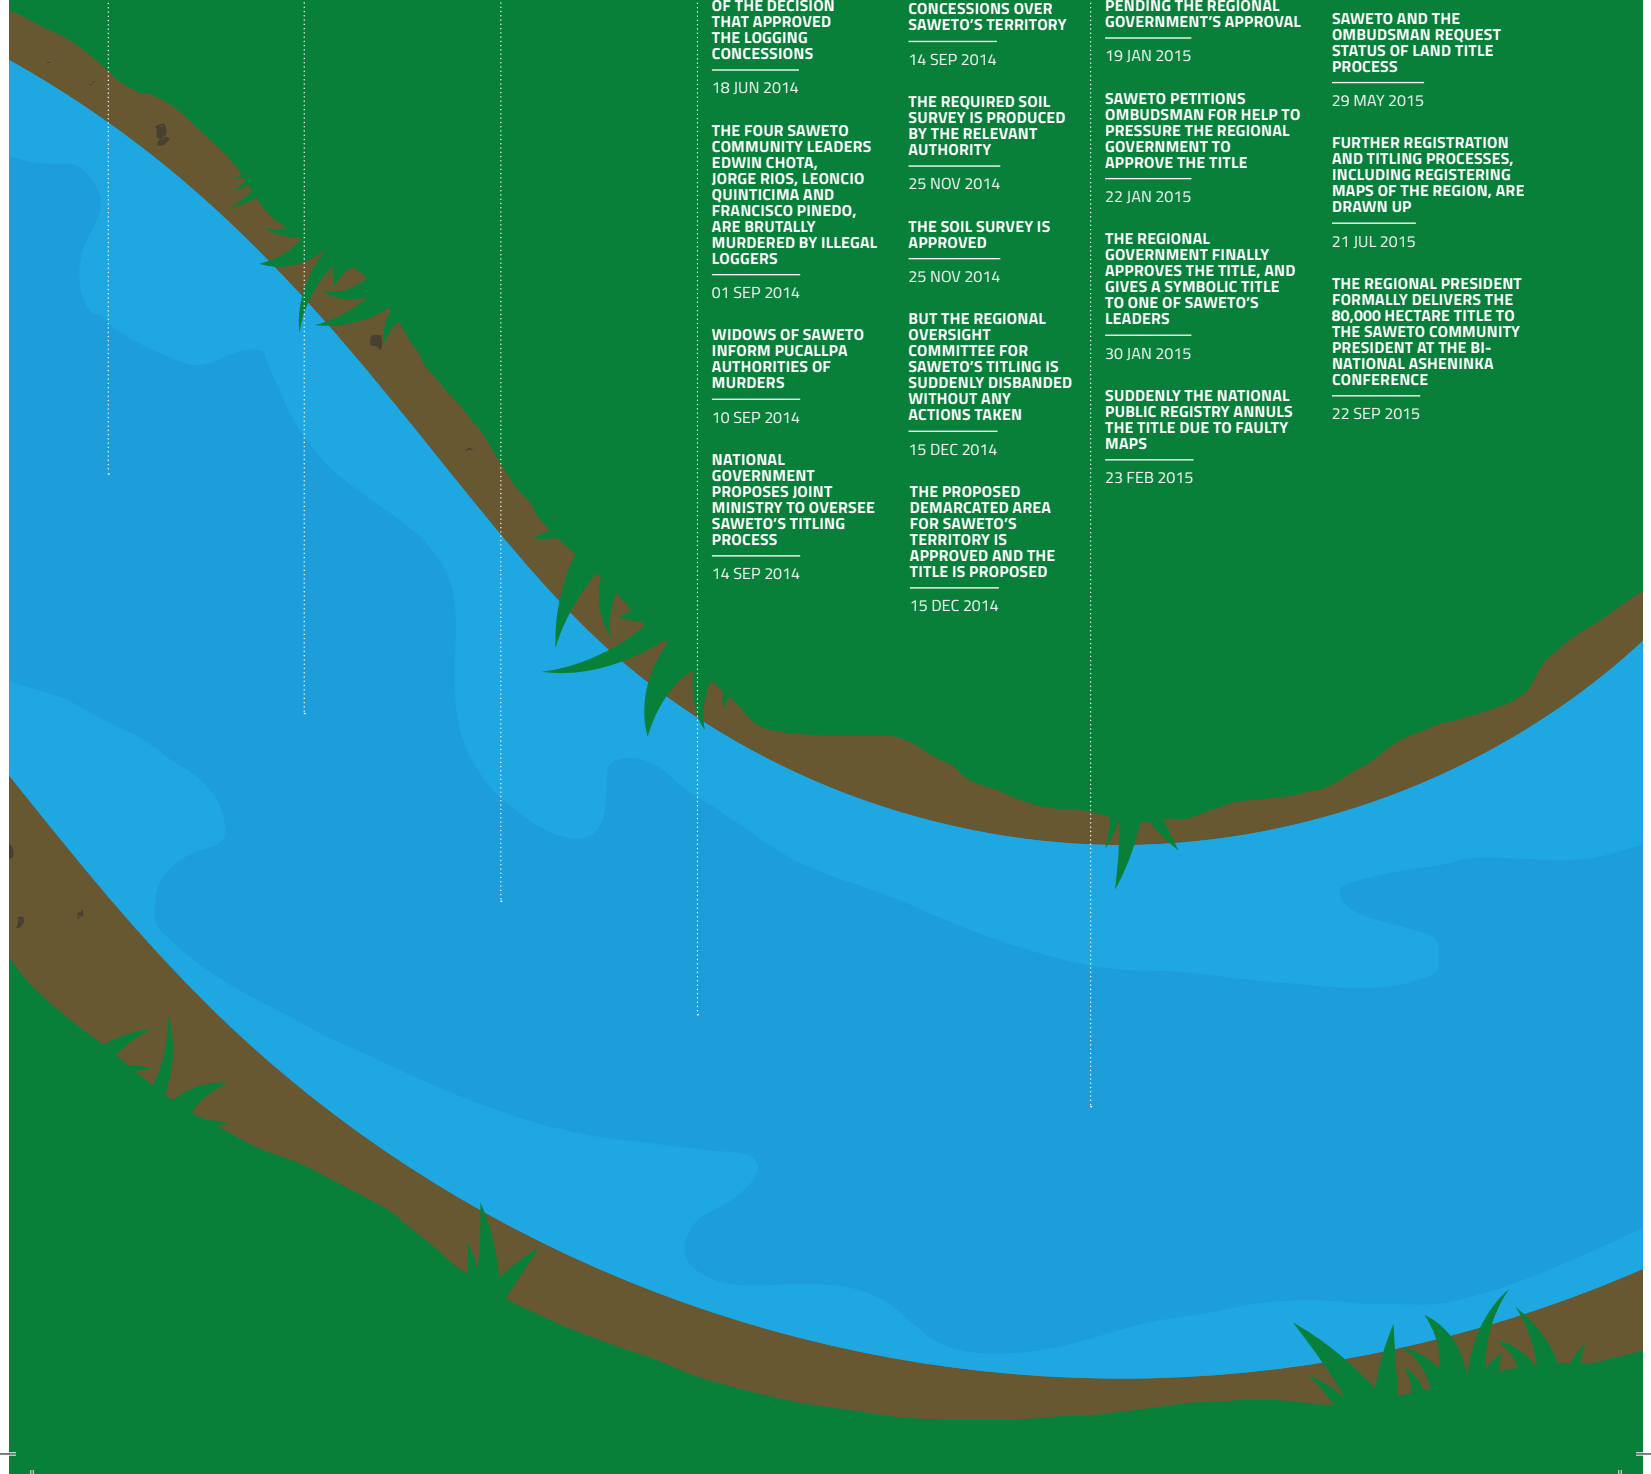 OF THE DECISION
THAT APPROVED
THE LOGGING
CONCESSIONS
18 JUN 2014
THE FOUR SAWETO
COMMUNITY LEADERS
EDWIN CHOTA,
JORGE RIOS, LEONCIO
QUINTICIMA AND
FRANCISCO PINEDO,
ARE BRUTALLY
MURDERED BY ILLEGAL
LOGGERS
01 SEP 2014
WIDOWS OF SAWETO
INFORM PUCALLPA
AUTHORITIES OF
MURDERS
10 SEP 2014
NATIONAL
GOVERNMENT
PROPOSES JOINT
MINISTRY TO OVERSEE
SAWETO'S TITLING
PROCESS
14 SEP 2014
CONCESSIONS OVER
SAWETO'S TERRITORY
14 SEP 2014
THE REQUIRED SOIL
SURVEY IS PRODUCED
BY THE RELEVANT
AUTHORITY
25 NOV 2014
THE SOIL SURVEY IS
APPROVED
25 NOV 2014
BUT THE REGIONAL
OVERSIGHT
COMMITTEE FOR
SAWETO'S TITLING IS
SUDDENLY DISBANDED
WITHOUT ANY
ACTIONS TAKEN
15 DEC 2014
THE PROPOSED
DEMARCATED AREA
FOR SAWETO'S
TERRITORY IS
APPROVED AND THE
TITLE IS PROPOSED
15 DEC 2014
PENDING THE REGIONAL
GOVERNMENT'S APPROVAL
19 JAN 2015
SAWETO PETITIONS
OMBUDSMAN FOR HELP TO
PRESSURE THE REGIONAL
GOVERNMENT TO
APPROVE THE TITLE
22 JAN 2015
THE REGIONAL
GOVERNMENT FINALLY
APPROVES THE TITLE, AND
GIVES A SYMBOLIC TITLE
TO ONE OF SAWETO'S
LEADERS
30 JAN 2015
SUDDENLY THE NATIONAL
PUBLIC REGISTRY ANNULS
THE TITLE DUE TO FAULTY
MAPS
23 FEB 2015
SAWETO AND THE
OMBUDSMAN REQUEST
STATUS OF LAND TITLE
PROCESS
29 MAY 2015
FURTHER REGISTRATION
AND TITLING PROCESSES,
INCLUDING REGISTERING
MAPS OF THE REGION, ARE
DRAWN UP
21 JUL 2015
THE REGIONAL PRESIDENT
FORMALLY DELIVERS THE
80,000 HECTARE TITLE TO
THE SAWETO COMMUNITY
PRESIDENT AT THE BI-
NATIONAL ASHENINKA
CONFERENCE
22 SEP 2015